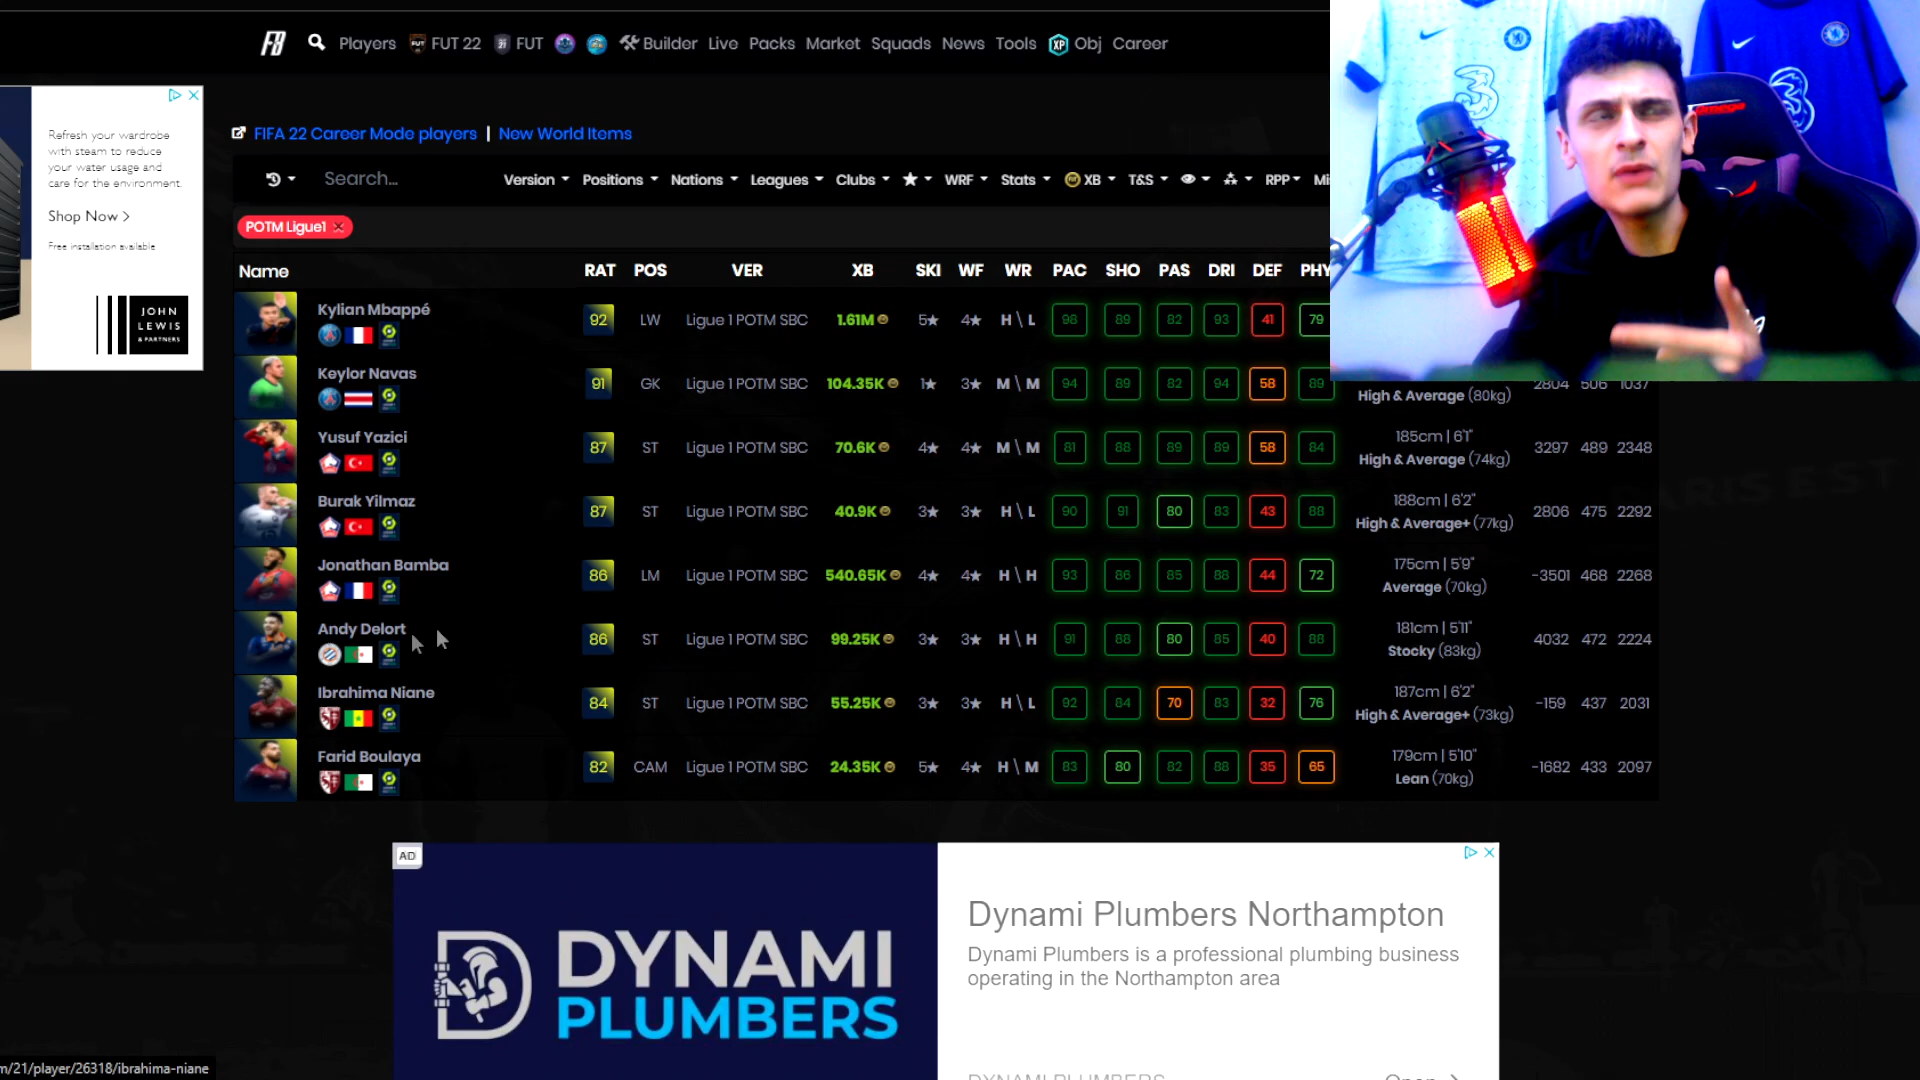 Players FUT 22 FUT Builder Live Packs Market Squads News Tools XP Obj Career
Refresh your wardrobe
with steam to reduce
your water usage and
care for the environment.
Shop Now >
Free installation available
JOHN
LEWIS
& PARTNERS
FIFA 22 Career Mode players | New World Items
Search... Version Positions Nations Leagues Clubs WRF Stats XB T&S RPP Mi
POTM Ligue1 ×
Name RAT POS VER XB SKI WF WR PAC SHO PAS DRI DEF PHY
Kylian Mbappé 92 LW Ligue 1 POTM SBC 1.61M 5★ 4★ H \ L 98 89 82 93 41 79
Keylor Navas 91 GK Ligue 1 POTM SBC 104.35K 1★ 3★ M \ M 94 89 82 94 58 89 High & Average (80kg) 2804 506 1037
Yusuf Yazici 87 ST Ligue 1 POTM SBC 70.6K 4★ 4★ M \ M 81 88 89 89 58 84 185cm | 6'1" High & Average (74kg) 3297 489 2348
Burak Yilmaz 87 ST Ligue 1 POTM SBC 40.9K 3★ 3★ H \ L 90 91 80 83 43 88 188cm | 6'2" High & Average+ (77kg) 2806 475 2292
Jonathan Bamba 86 LM Ligue 1 POTM SBC 540.65K 4★ 4★ H \ H 93 86 85 88 44 72 175cm | 5'9" Average (70kg) -3501 468 2268
Andy Delort 86 ST Ligue 1 POTM SBC 99.25K 3★ 3★ H \ H 91 88 80 85 40 88 181cm | 5'11" Stocky (83kg) 4032 472 2224
Ibrahima Niane 84 ST Ligue 1 POTM SBC 55.25K 3★ 3★ H \ L 92 84 70 83 32 76 187cm | 6'2" High & Average+ (73kg) -159 437 2031
Farid Boulaya 82 CAM Ligue 1 POTM SBC 24.35K 5★ 4★ H \ M 83 80 82 88 35 65 179cm | 5'10" Lean (70kg) -1682 433 2097
AD
DYNAMI
PLUMBERS
Dynami Plumbers Northampton
Dynami Plumbers is a professional plumbing business
operating in the Northampton area
DYNAMI PLUMBERS Open >
m/21/player/26318/ibrahima-niane